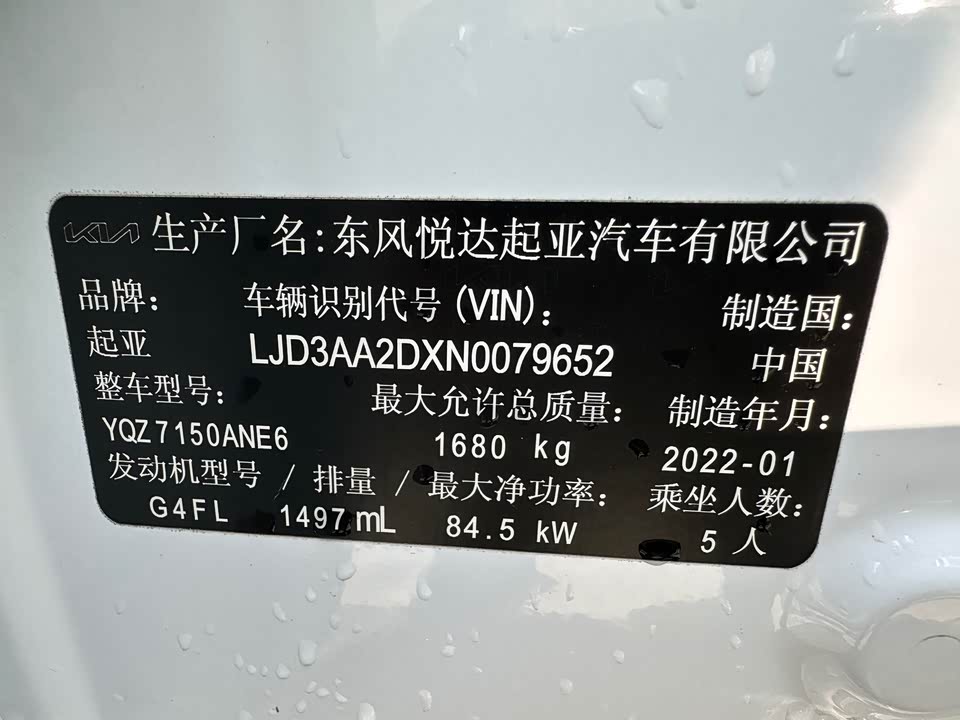 KIA 生产厂名:东风悦达起亚汽车有限公司
品牌: 车辆识别代号(VIN): 制造国:
起亚 LJD3AA2DXN0079652 中国
整车型号: 最大允许总质量: 制造年月:
YQZ7150ANE6 1680 kg 2022-01
发动机型号 / 排量 / 最大净功率: 乘坐人数:
G4FL 1497mL 84.5 kW 5 人